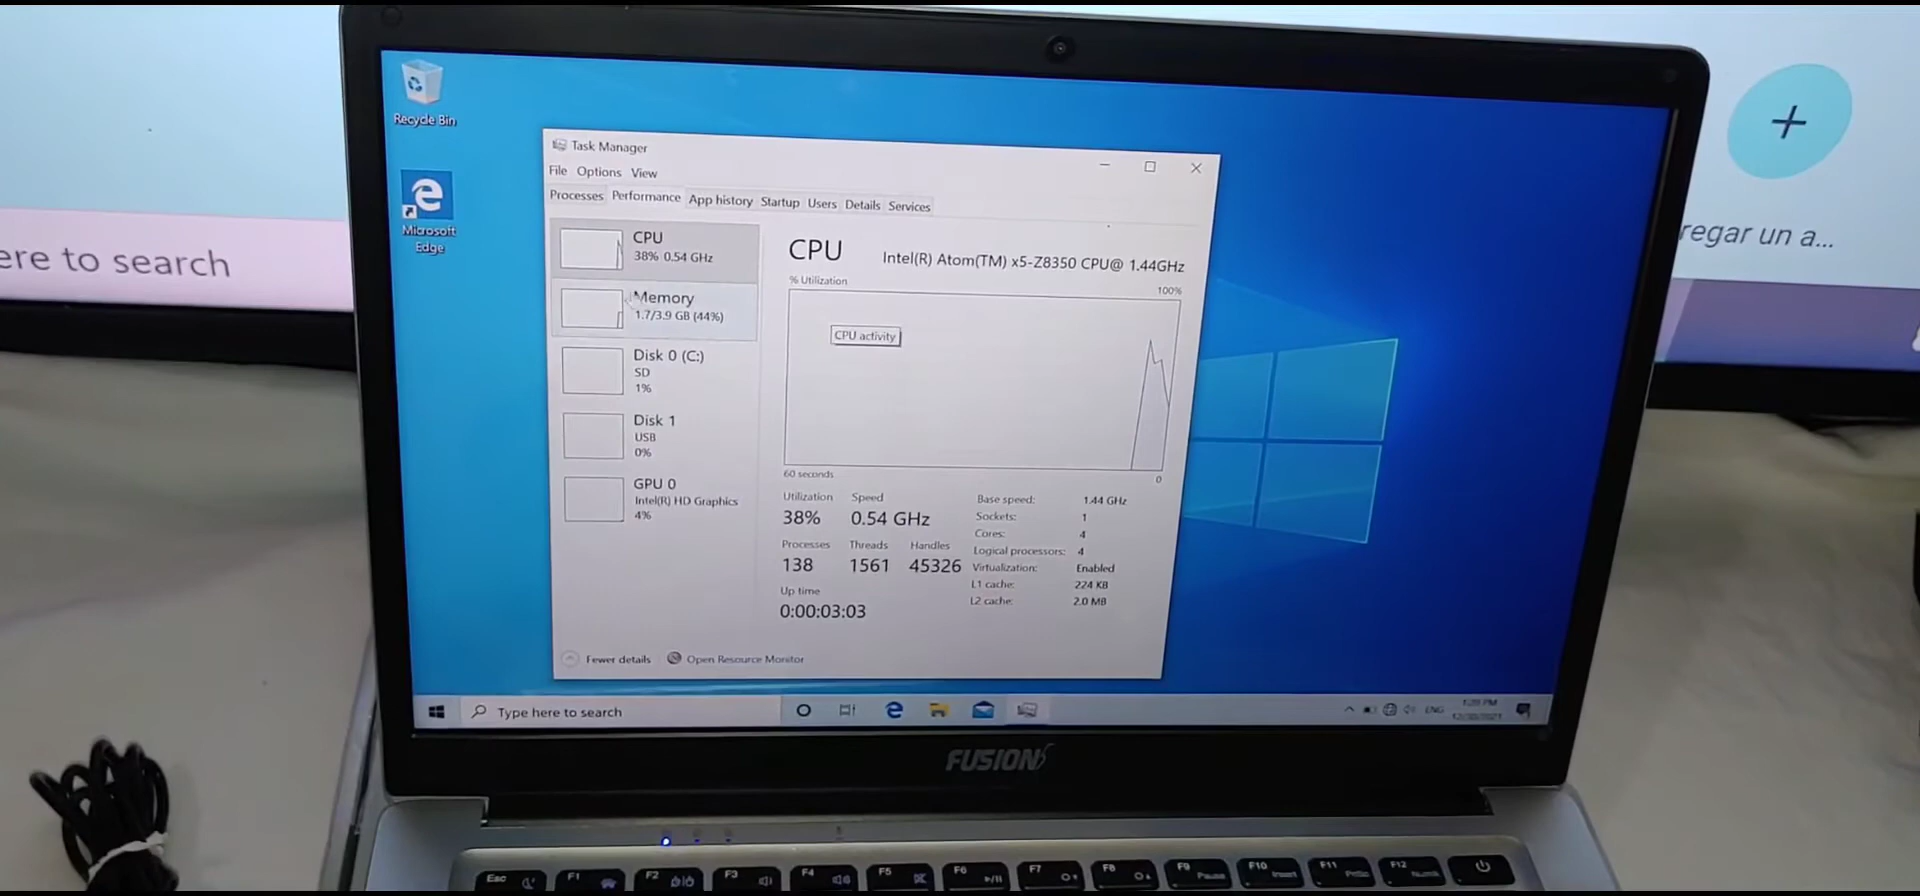 Recycle Bin
Microsoft
Edge
ere to search
regar un a...
Task Manager
File Options View
Processes Performance App history Startup Users Details Services
CPU
38% 0.54 GHz
Memory
1.7/3.9 GB (44%)
Disk 0 (C:)
SD
1%
Disk 1
USB
0%
GPU 0
Intel(R) HD Graphics
4%
CPU
Intel(R) Atom(TM) x5-Z8350 CPU@ 1.44GHz
% Utilization
100%
CPU activity
60 seconds
0
Utilization Speed
38% 0.54 GHz
Processes Threads Handles
138 1561 45326
Up time
0:00:03:03
Base speed: 1.44 GHz
Sockets: 1
Cores: 4
Logical processors: 4
Virtualization: Enabled
L1 cache: 224 KB
L2 cache: 2.0 MB
Fewer details Open Resource Monitor
Type here to search
ENG
FUSION5
Esc F1 F2 F3 F4 F5 F6 F7 F8 F9 Pause F10 Insert F11 F12